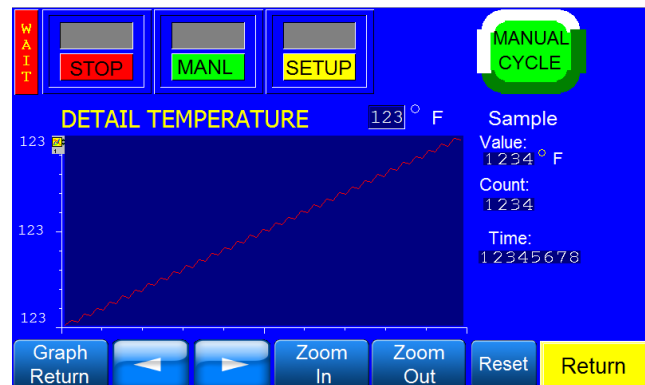 WAIT
STOP
MANL
SETUP
MANUAL
CYCLE
DETAIL TEMPERATURE 123 ° F
Sample
Value:
1234 ° F
Count:
1234
Time:
12345678
123
123
123
Graph
Return
Zoom
In
Zoom
Out
Reset
Return